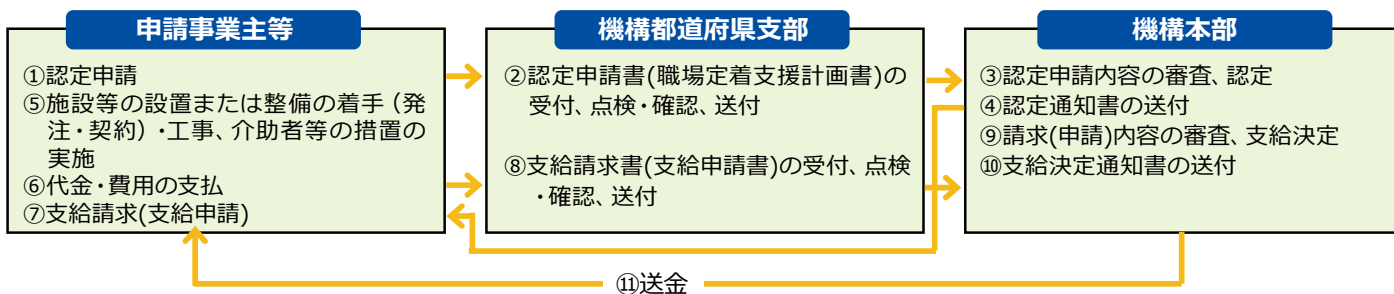 申請事業主等
①認定申請
⑤施設等の設置または整備の着手（発
注・契約）・工事、介助者等の措置の
実施
⑥代金・費用の支払
⑦支給請求(支給申請)
機構都道府県支部
②認定申請書(職場定着支援計画書)の
受付、点検・確認、送付
⑧支給請求書(支給申請書)の受付、点検
・確認、送付
機構本部
③認定申請内容の審査、認定
④認定通知書の送付
⑨請求(申請)内容の審査、支給決定
⑩支給決定通知書の送付
⑪送金